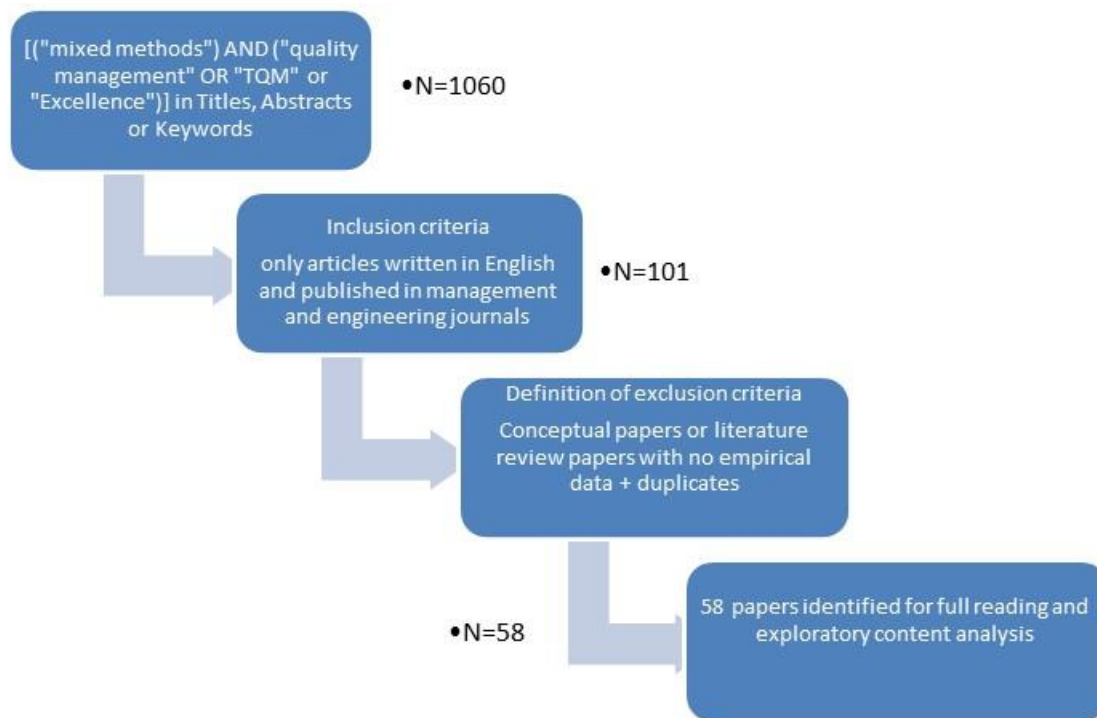 [("mixed methods") AND ("quality
management" OR "TQM" or
"Excellence")] in Titles, Abstracts
or Keywords
•N=1060
Inclusion criteria
only articles written in English
and published in management
and engineering journals
•N=101
Definition of exclusion criteria
Conceptual papers or literature
review papers with no empirical
data + duplicates
•N=58
58 papers identified for full reading and
exploratory content analysis